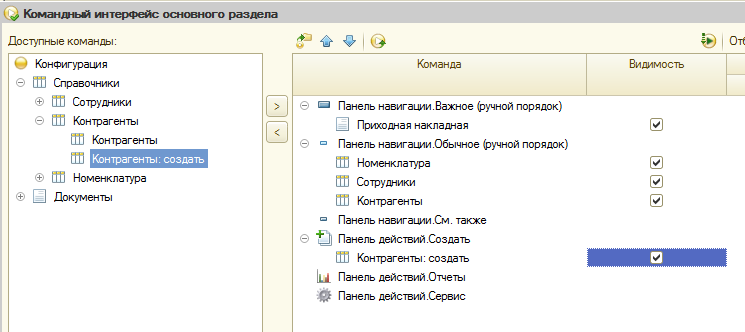 Командный интерфейс основного раздела
Доступные команды:
Конфигурация
Справочники
Сотрудники
Контрагенты
Контрагенты
Контрагенты: создать
Номенклатура
Документы
>
<
Отб
Команда
Видимость
Панель навигации.Важное (ручной порядок)
Приходная накладная
Панель навигации.Обычное (ручной порядок)
Номенклатура
Сотрудники
Контрагенты
Панель навигации.См. также
Панель действий.Создать
Контрагенты: создать
Панель действий.Отчеты
Панель действий.Сервис